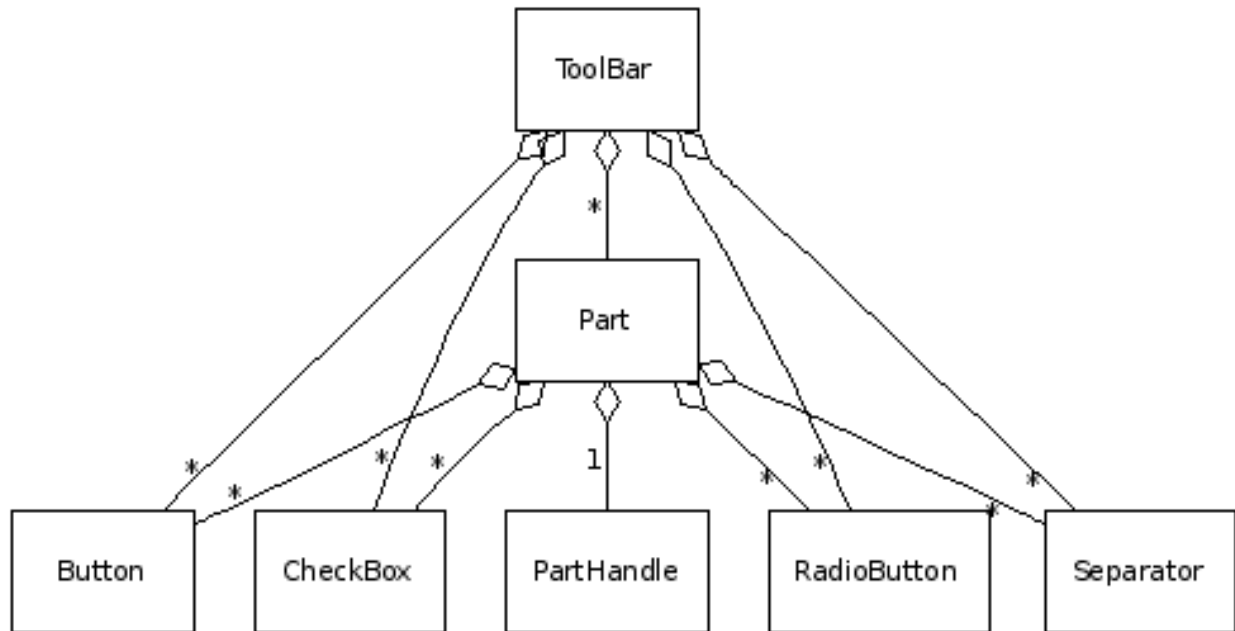 ToolBar
*
Part
* * * * * *
1
* *
Button CheckBox PartHandle RadioButton Separator